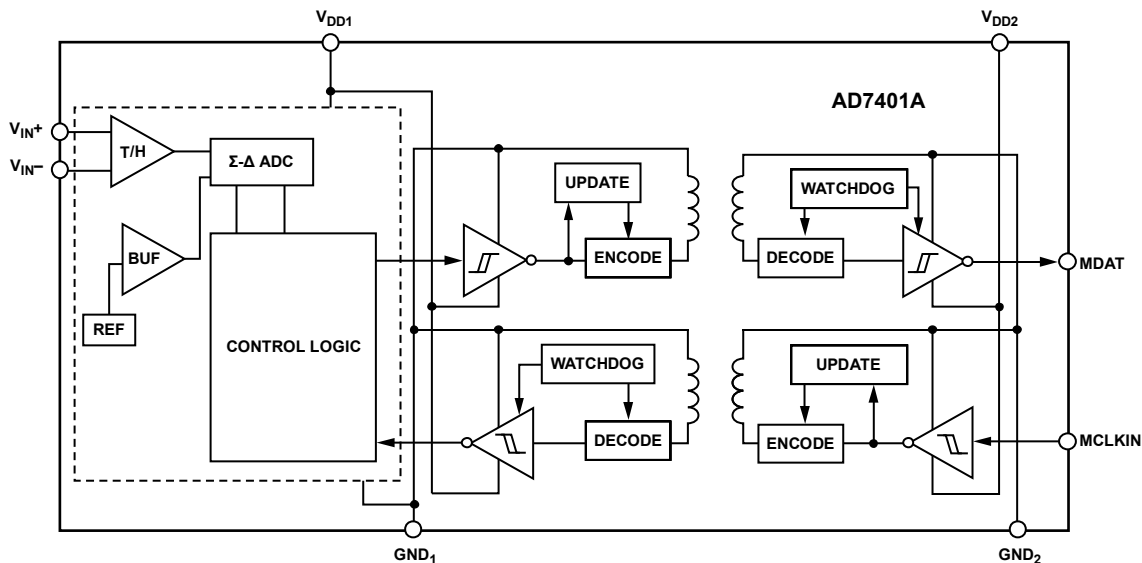 VDD1
VDD2
AD7401A
VIN+
VIN–
T/H
Σ-Δ ADC
UPDATE
WATCHDOG
BUF
ENCODE
DECODE
MDAT
REF
CONTROL LOGIC
WATCHDOG
UPDATE
DECODE
ENCODE
MCLKIN
GND1
GND2